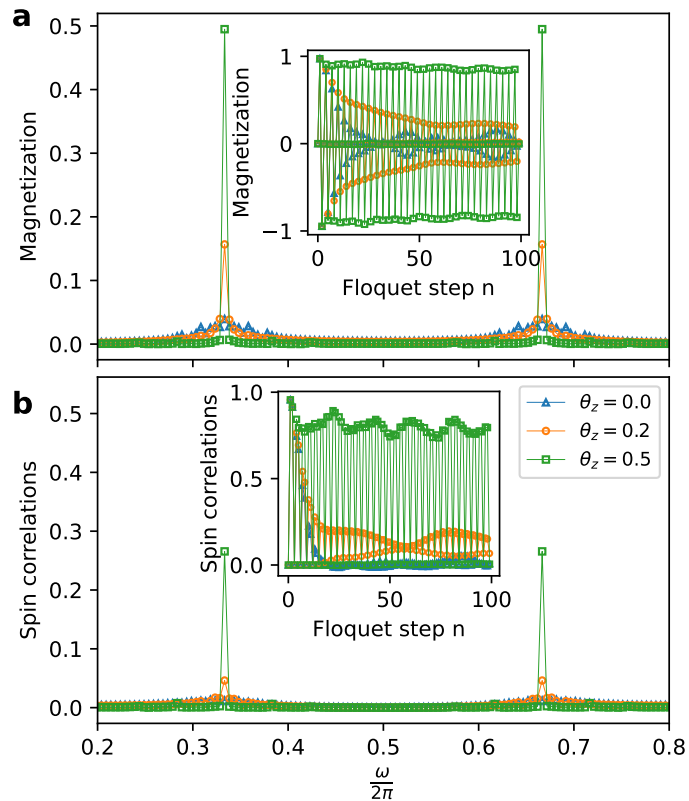 a
Magnetization
0.5
0.4
0.3
0.2
0.1
0.0
Magnetization
1
0
−1
0
50
100
Floquet step n
b
Spin correlations
0.5
0.4
0.3
0.2
0.1
0.0
Spin correlations
1.0
0.5
0.0
0
50
100
Floquet step n
θz = 0.0
θz = 0.2
θz = 0.5
0.2
0.3
0.4
0.5
0.6
0.7
0.8
ω
2π